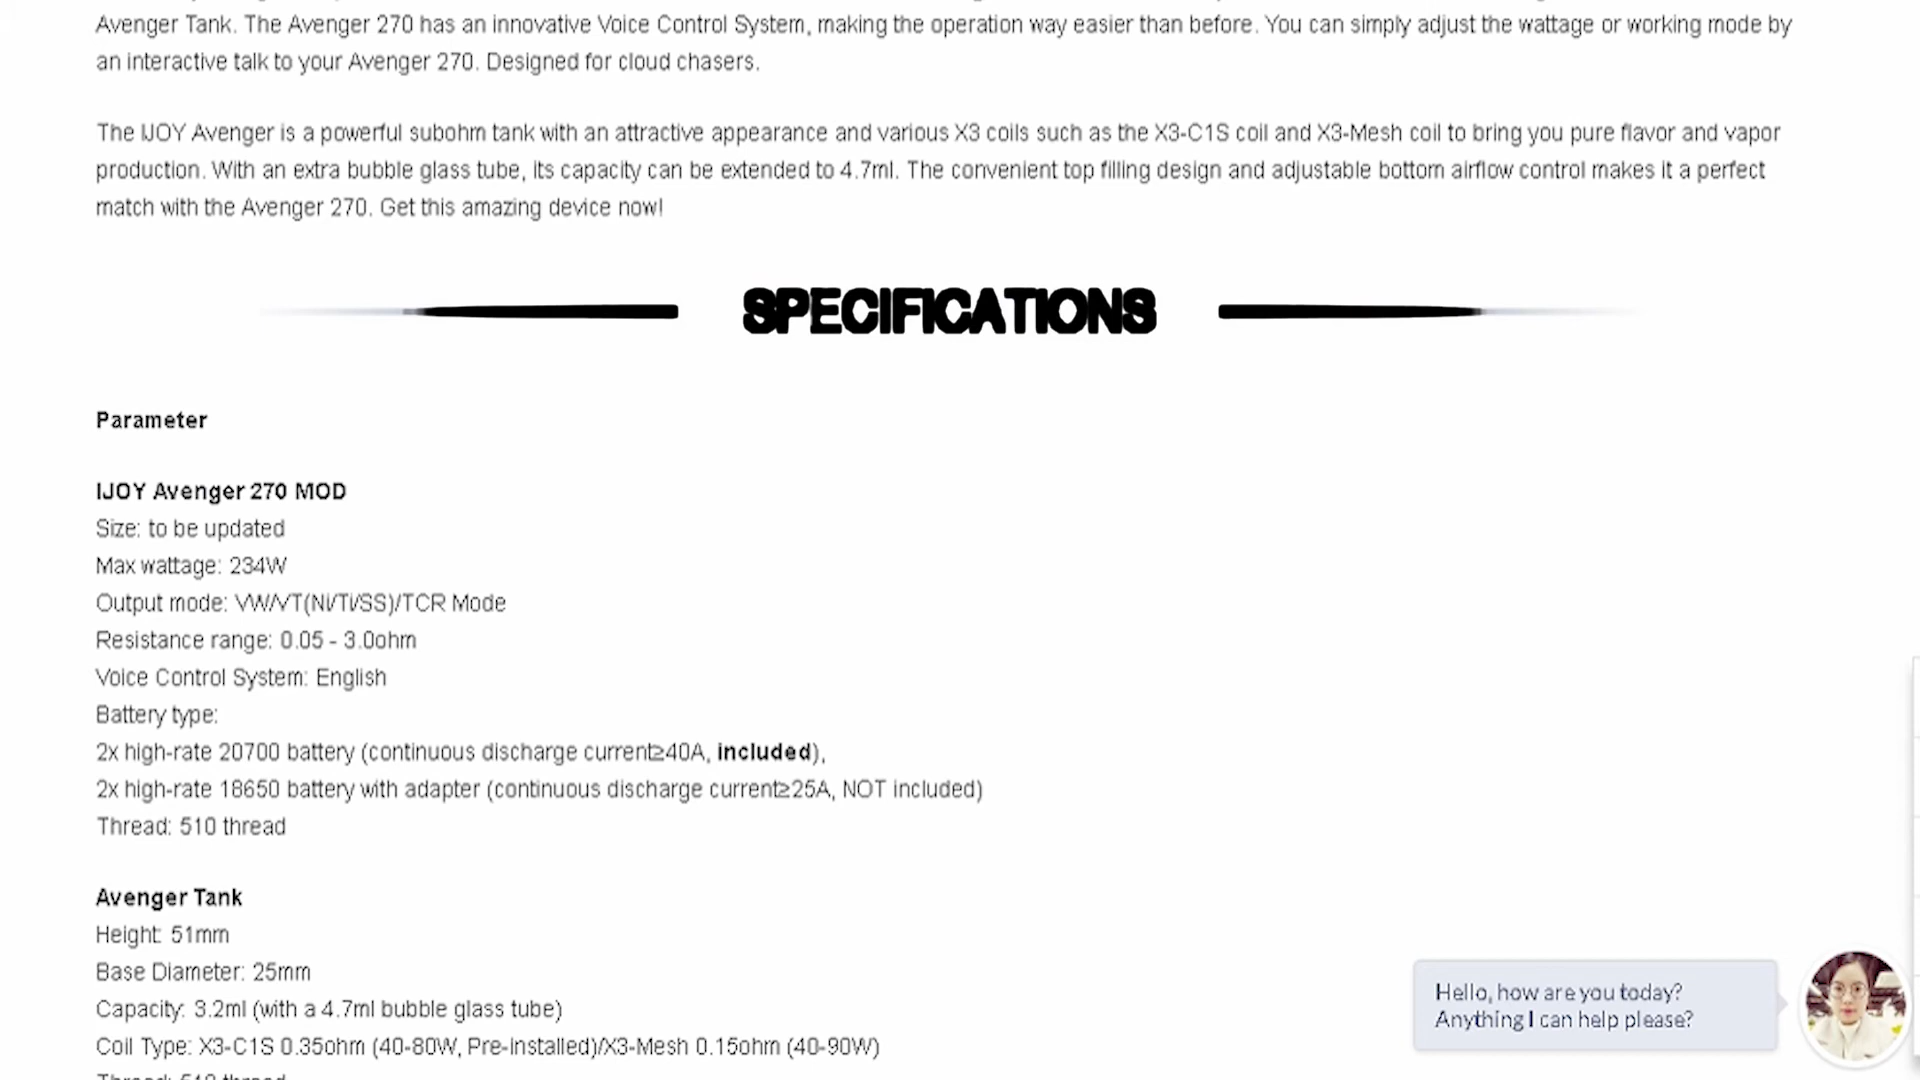 Avenger Tank. The Avenger 270 has an innovative Voice Control System, making the operation way easier than before. You can simply adjust the wattage or working mode by
an interactive talk to your Avenger 270. Designed for cloud chasers.
The IJOY Avenger is a powerful subohm tank with an attractive appearance and various X3 coils such as the X3-C1S coil and X3-Mesh coil to bring you pure flavor and vapor
production. With an extra bubble glass tube, its capacity can be extended to 4.7ml. The convenient top filling design and adjustable bottom airflow control makes it a perfect
match with the Avenger 270. Get this amazing device now!
SPECIFICATIONS
Parameter
IJOY Avenger 270 MOD
Size: to be updated
Max wattage: 234W
Output mode: VW/VT(Ni/Ti/SS)/TCR Mode
Resistance range: 0.05 - 3.0ohm
Voice Control System: English
Battery type:
2x high-rate 20700 battery (continuous discharge current≥40A, included),
2x high-rate 18650 battery with adapter (continuous discharge current≥25A, NOT included)
Thread: 510 thread
Avenger Tank
Height: 51mm
Base Diameter: 25mm
Capacity: 3.2ml (with a 4.7ml bubble glass tube)
Coil Type: X3-C1S 0.35ohm (40-80W, Pre-installed)/X3-Mesh 0.15ohm (40-90W)
Thread: 510 thread
Hello, how are you today?
Anything I can help please?